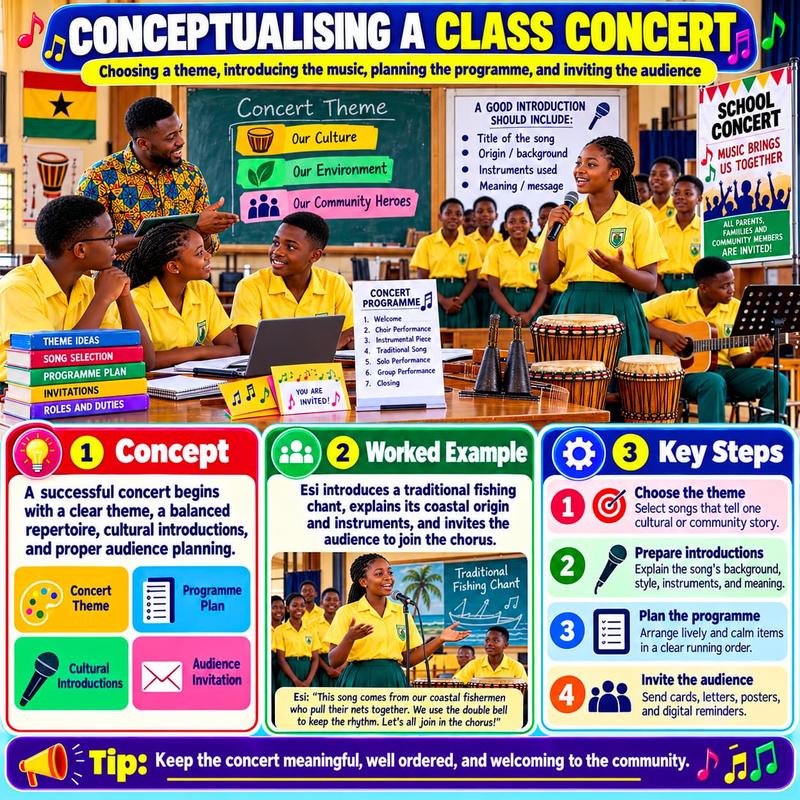 CONCEPTUALISING A CLASS CONCERT
Choosing a theme, introducing the music, planning the programme, and inviting the audience
Concert Theme
Our Culture
Our Environment
Our Community Heroes
A GOOD INTRODUCTION
SHOULD INCLUDE:
• Title of the song
• Origin / background
• Instruments used
• Meaning / message
SCHOOL
CONCERT
MUSIC BRINGS
US TOGETHER
ALL PARENTS,
FAMILIES AND
COMMUNITY MEMBERS
ARE INVITED!
THEME IDEAS
SONG SELECTION
PROGRAMME PLAN
INVITATIONS
ROLES AND DUTIES
YOU ARE
INVITED!
CONCERT
PROGRAMME
1. Welcome
2. Choir Performance
3. Instrumental Piece
4. Traditional Song
5. Solo Performance
6. Group Performance
7. Closing
1 Concept
A successful concert begins
with a clear theme, a balanced
repertoire, cultural introductions,
and proper audience planning.
Concert
Theme
Programme
Plan
Cultural
Introductions
Audience
Invitation
2 Worked Example
Esi introduces a traditional fishing
chant, explains its coastal origin
and instruments, and invites the
audience to join the chorus.
Traditional
Fishing Chant
Esi: "This song comes from our coastal fishermen
who pull their nets together. We use the double bell
to keep the rhythm. Let's all join in the chorus!"
3 Key Steps
1 Choose the theme
Select songs that tell one
cultural or community story.
2 Prepare introductions
Explain the song's background,
style, instruments, and meaning.
3 Plan the programme
Arrange lively and calm items
in a clear running order.
4 Invite the audience
Send cards, letters, posters,
and digital reminders.
Tip: Keep the concert meaningful, well ordered, and welcoming to the community.